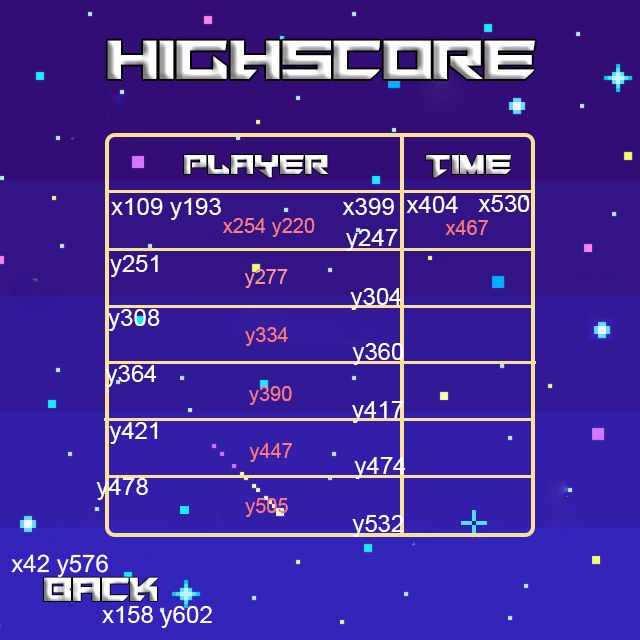 HIGHSCORE
PLAYER TIME
x109 y193 x399 x404 x530
x254 y220 x467
y247
y251
y277
y304
y308
y334
y360
y364
y390
y417
y421
y447
y474
y478
y505
y532
x42 y576
BACK
x158 y602